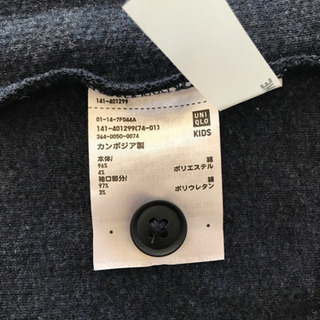 141-401299
01-14-7F044A
141-401299(74-01)
364-0050-0074
カンボジア製
UNI
QLO
KIDS
本体/
96% 綿
4% ポリエステル
袖口部分/
97% 綿
3% ポリウレタン